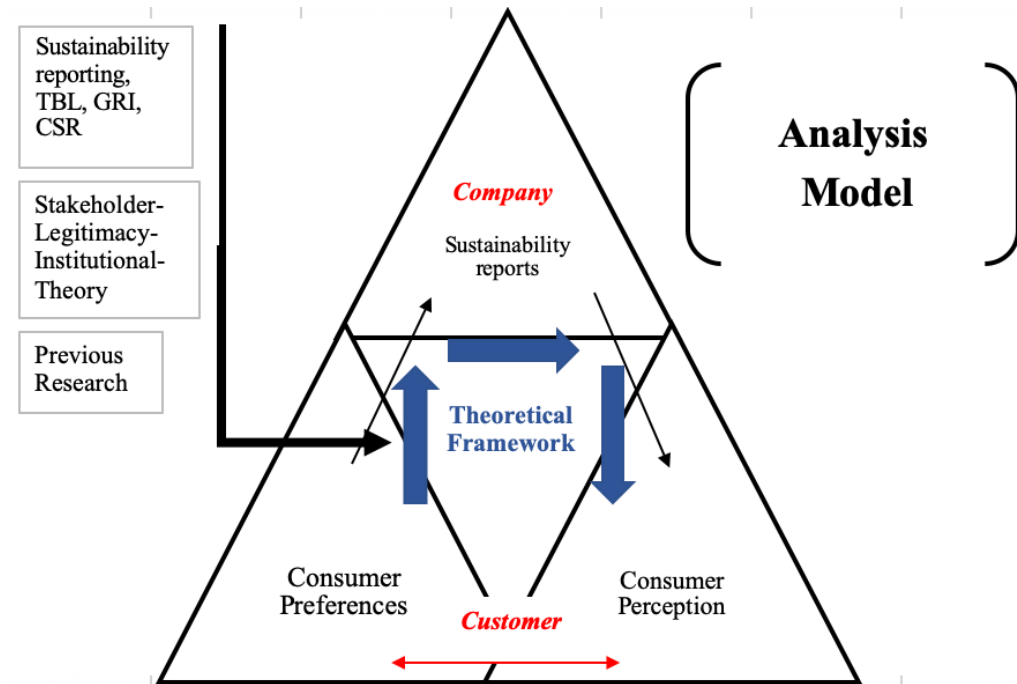 Sustainability
reporting,
TBL, GRI,
CSR
Stakeholder-
Legitimacy-
Institutional-
Theory
Previous
Research
Analysis
Model
Company
Sustainability
reports
Theoretical
Framework
Consumer
Preferences
Consumer
Perception
Customer